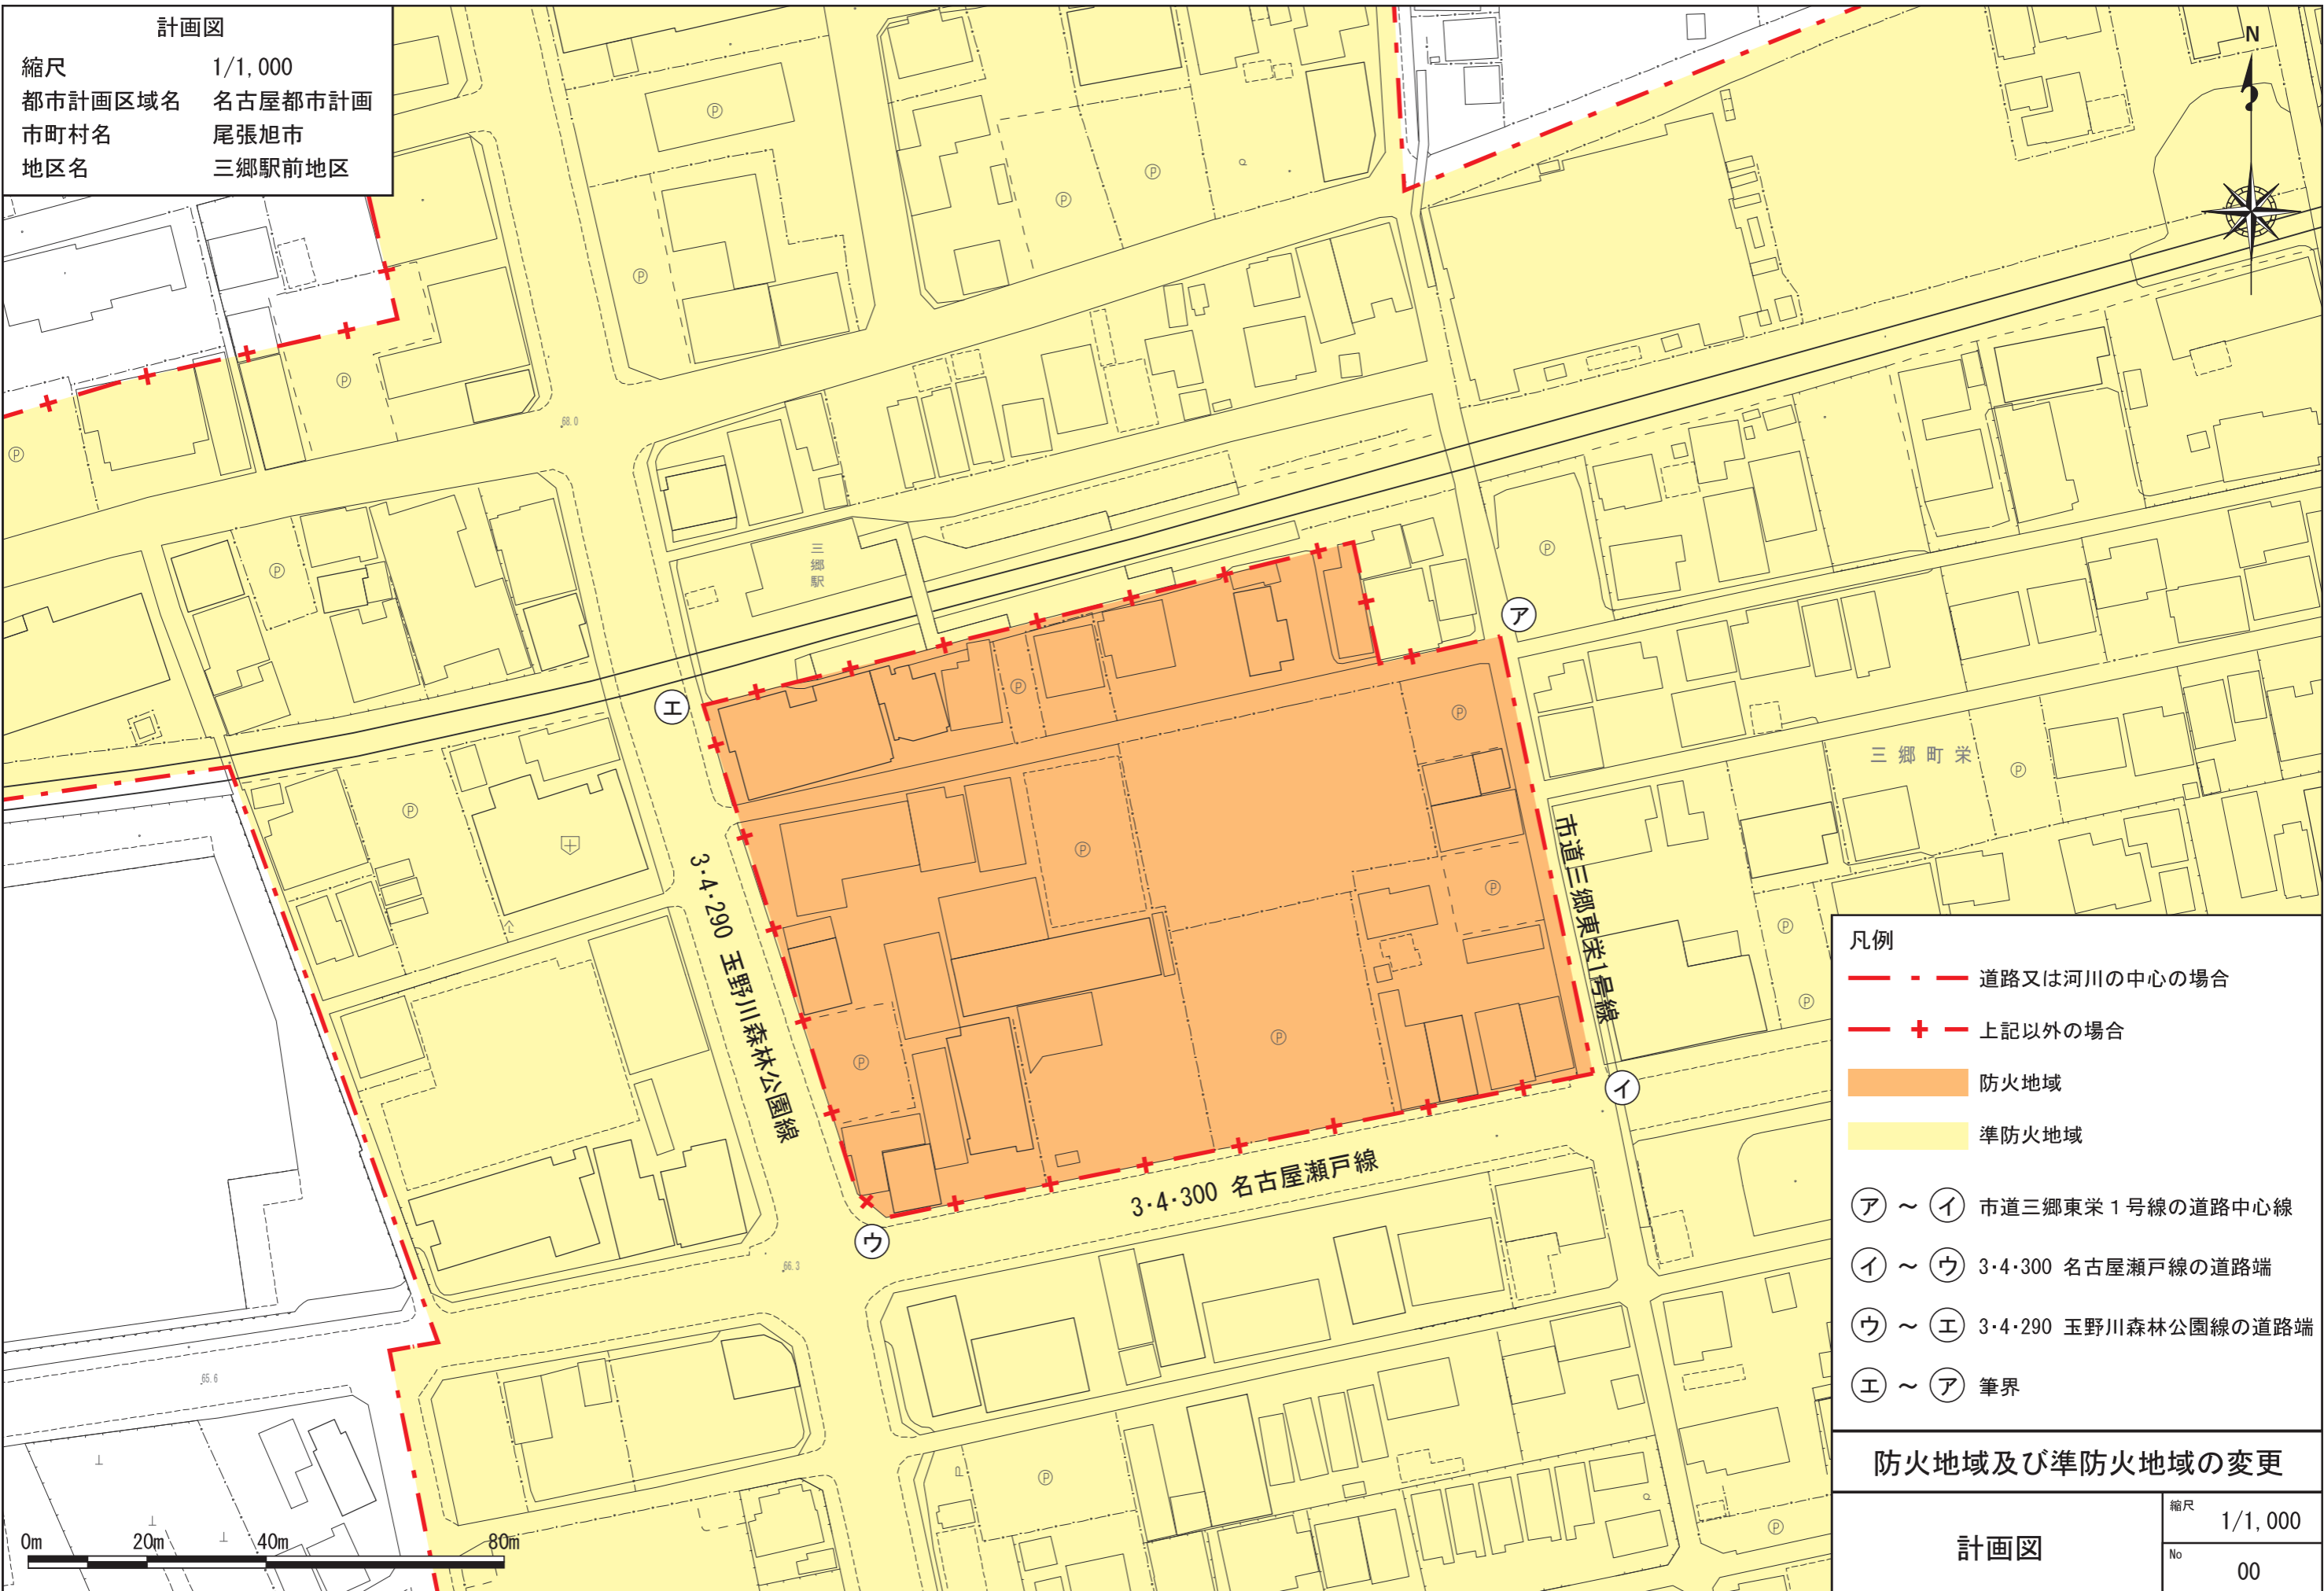 計画図
縮尺 1/1,000
都市計画区域名 名古屋都市計画
市町村名 尾張旭市
地区名 三郷駅前地区
N
Ⓟ
Ⓟ
Ⓟ
Ⓟ
Ⓟ
Ⓟ
68.0
Ⓟ
三郷駅
Ⓟ
Ⓟ
ア
エ
Ⓟ
Ⓟ
三郷町栄
Ⓟ
Ⓟ
Ⓟ
Ⓟ
Ⓟ
Ⓟ
Ⓟ
Ⓟ
Ⓟ
市道三郷東栄1号線
3・4・290 玉野川森林公園線
3・4・300 名古屋瀬戸線
イ
ウ
66.3
65.6
Ⓟ
Ⓟ
凡例
道路又は河川の中心の場合
上記以外の場合
防火地域
準防火地域
ア ～ イ 市道三郷東栄1号線の道路中心線
イ ～ ウ 3・4・300 名古屋瀬戸線の道路端
ウ ～ エ 3・4・290 玉野川森林公園線の道路端
エ ～ ア 筆界
防火地域及び準防火地域の変更
計画図
縮尺 1/1,000
No 00
0m 20m 40m 80m